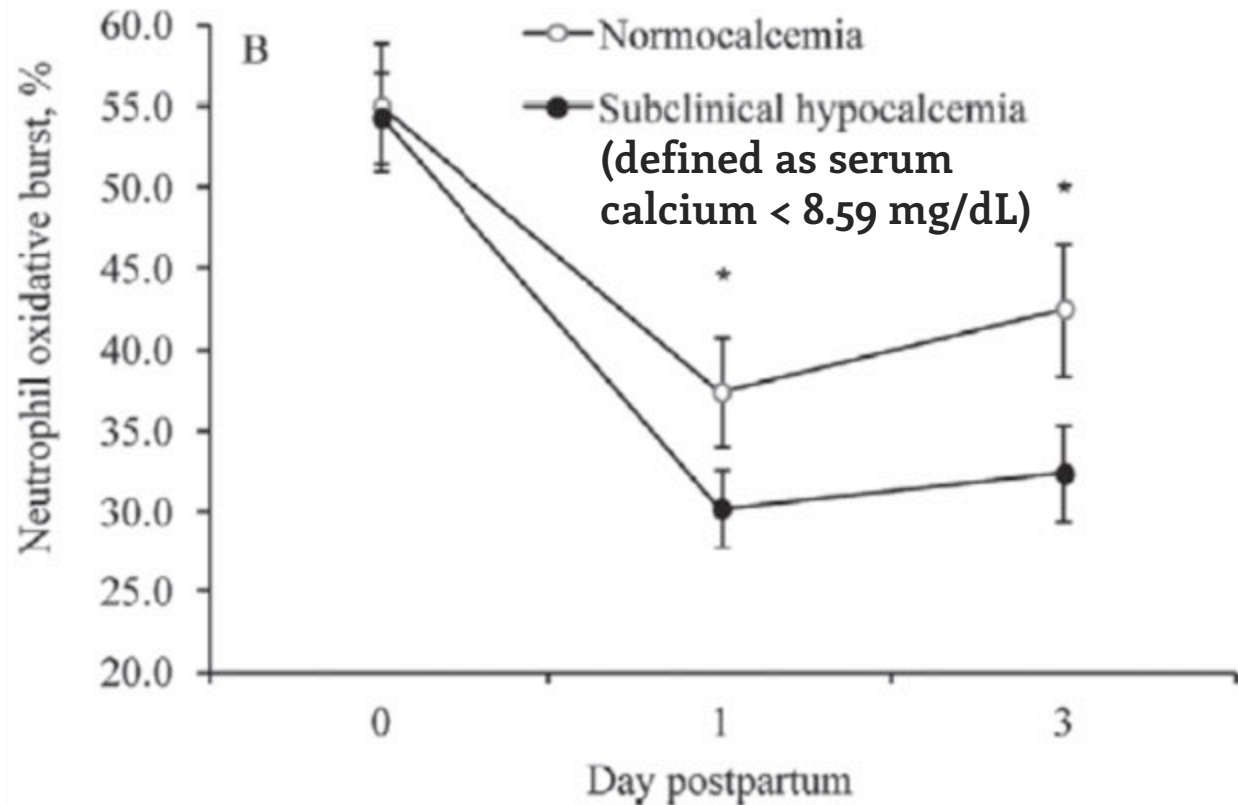 B
Normocalcemia
Subclinical hypocalcemia
(defined as serum
calcium < 8.59 mg/dL)
Neutrophil oxidative burst, %
60.0
55.0
50.0
45.0
40.0
35.0
30.0
25.0
20.0
*
*
0 1 3
Day postpartum